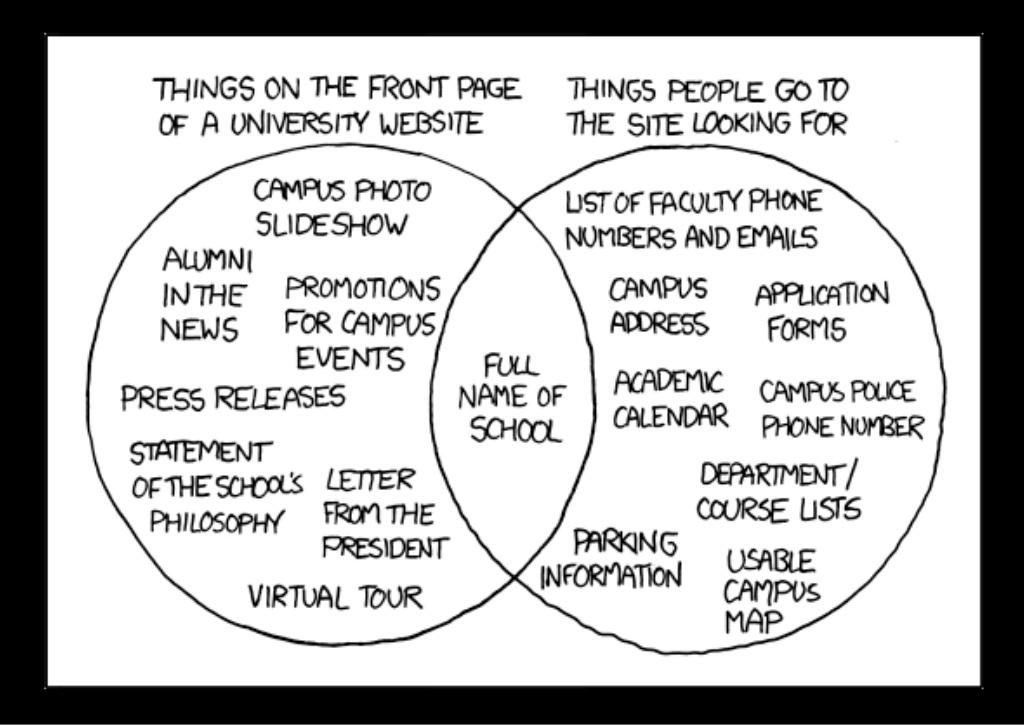 THINGS ON THE FRONT PAGE
OF A UNIVERSITY WEBSITE
THINGS PEOPLE GO TO
THE SITE LOOKING FOR
CAMPUS PHOTO
SLIDESHOW
ALUMNI
IN THE
NEWS
PROMOTIONS
FOR CAMPUS
EVENTS
PRESS RELEASES
STATEMENT
OF THE SCHOOL'S
PHILOSOPHY
LETTER
FROM THE
PRESIDENT
VIRTUAL TOUR
FULL
NAME OF
SCHOOL
LIST OF FACULTY PHONE
NUMBERS AND EMAILS
CAMPUS
ADDRESS
APPLICATION
FORMS
ACADEMIC
CALENDAR
CAMPUS POLICE
PHONE NUMBER
DEPARTMENT/
COURSE LISTS
PARKING
INFORMATION
USABLE
CAMPUS
MAP